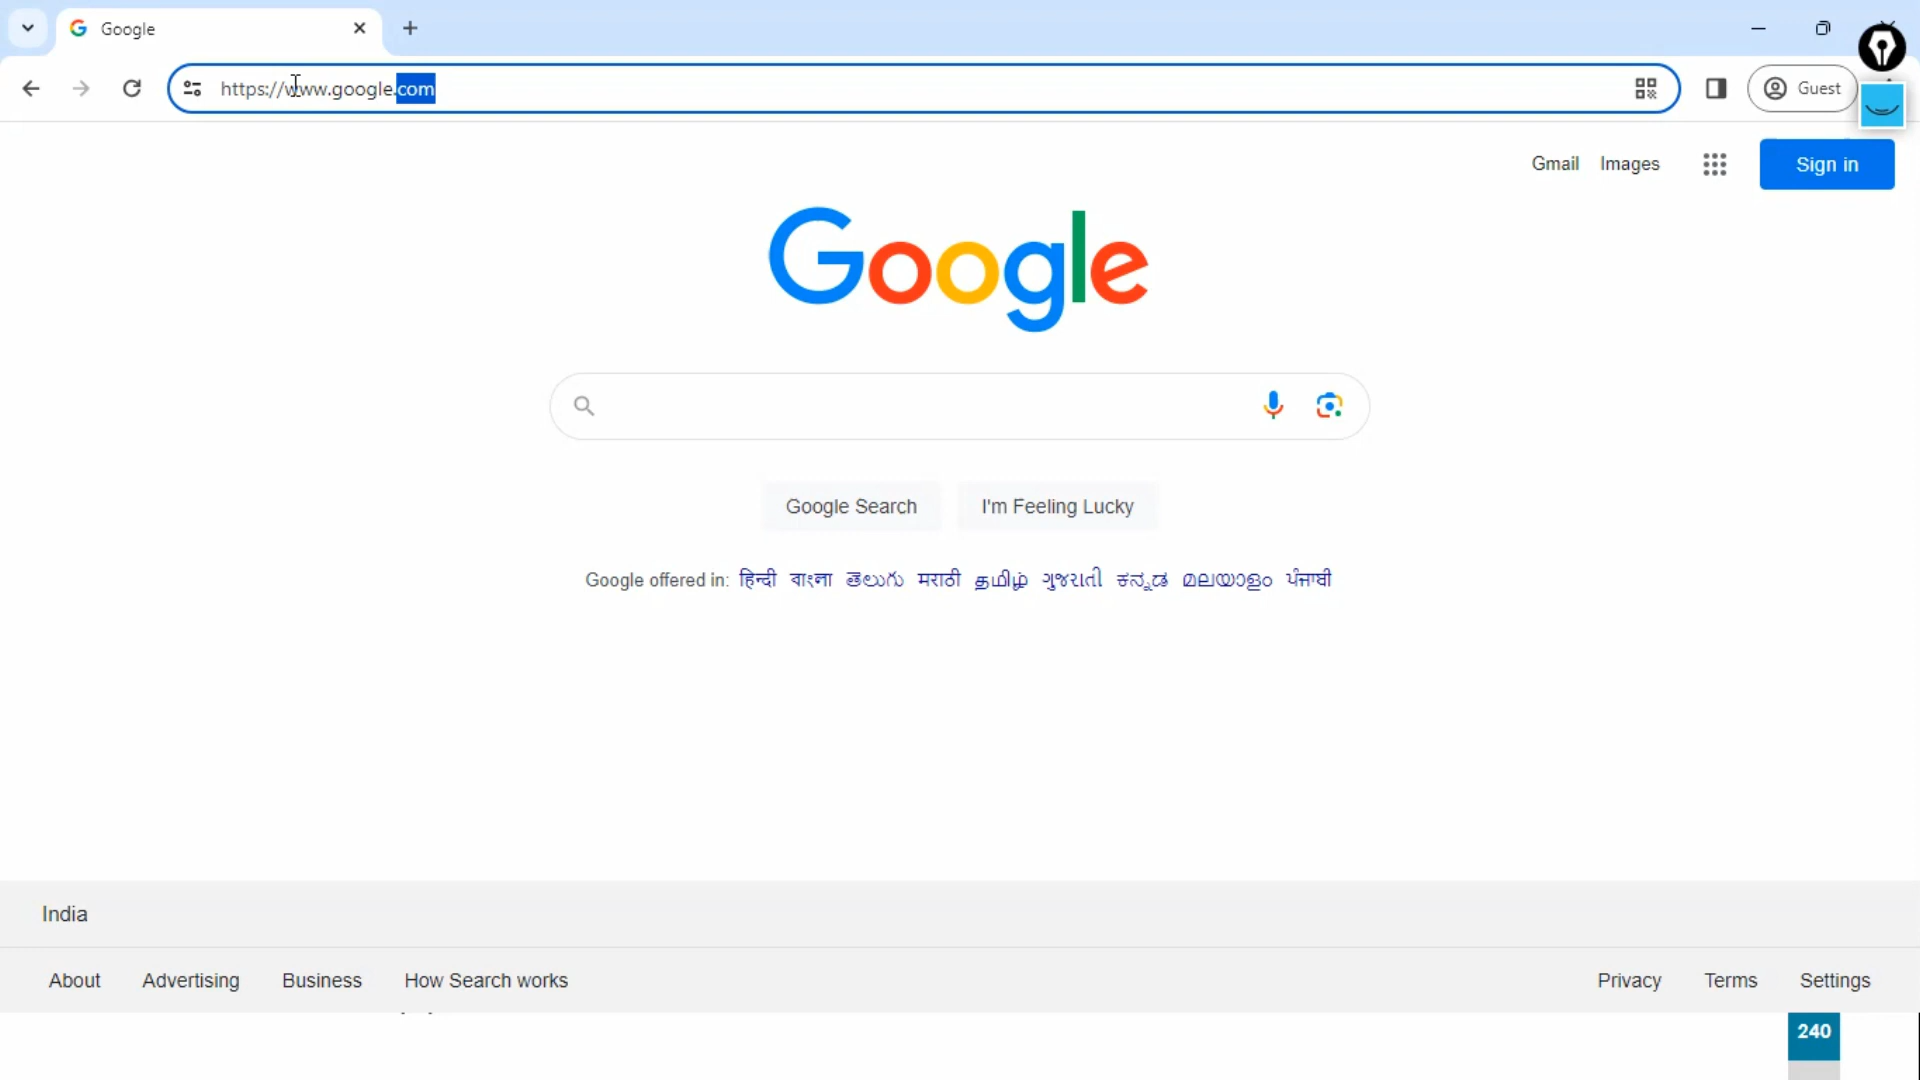 Google
https://www.google.com
Guest
Gmail Images Sign in
Google
Google Search I'm Feeling Lucky
Google offered in: हिन्दी বাংলা తెలుగు मराठी தமிழ் ગુજરાતી ಕನ್ನಡ മലയാളം ਪੰਜਾਬੀ
India
About Advertising Business How Search works Privacy Terms Settings
240